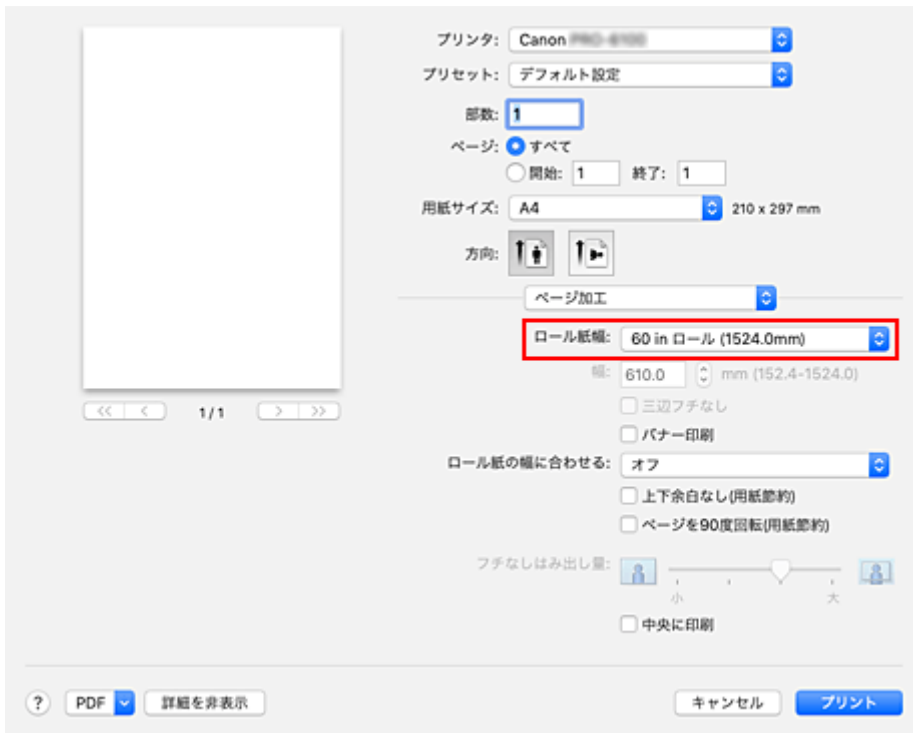 プリンタ: Canon
プリセット: デフォルト設定
部数: 1
ページ: すべて
開始: 1 終了: 1
用紙サイズ: A4 210 x 297 mm
方向:
ページ加工
ロール紙幅: 60 in ロール (1524.0mm)
幅: 610.0 mm (152.4-1524.0)
三辺フチなし
<< < 1/1 > >>
バナー印刷
ロール紙の幅に合わせる: オフ
上下余白なし(用紙節約)
ページを90度回転(用紙節約)
フチなしはみ出し量:
小 大
中央に印刷
? PDF 詳細を非表示 キャンセル プリント